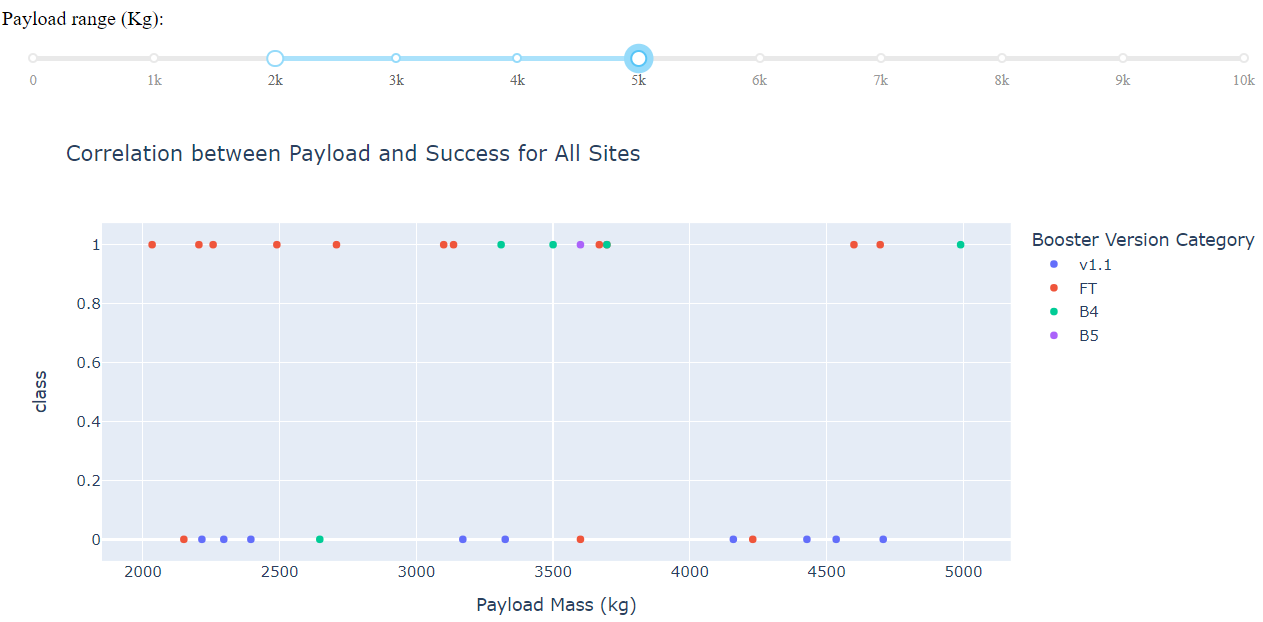 Payload range (Kg):
0 1k 2k 3k 4k 5k 6k 7k 8k 9k 10k
Correlation between Payload and Success for All Sites
Booster Version Category
v1.1
FT
B4
B5
1
0.8
0.6
0.4
0.2
0
class
2000 2500 3000 3500 4000 4500 5000
Payload Mass (kg)